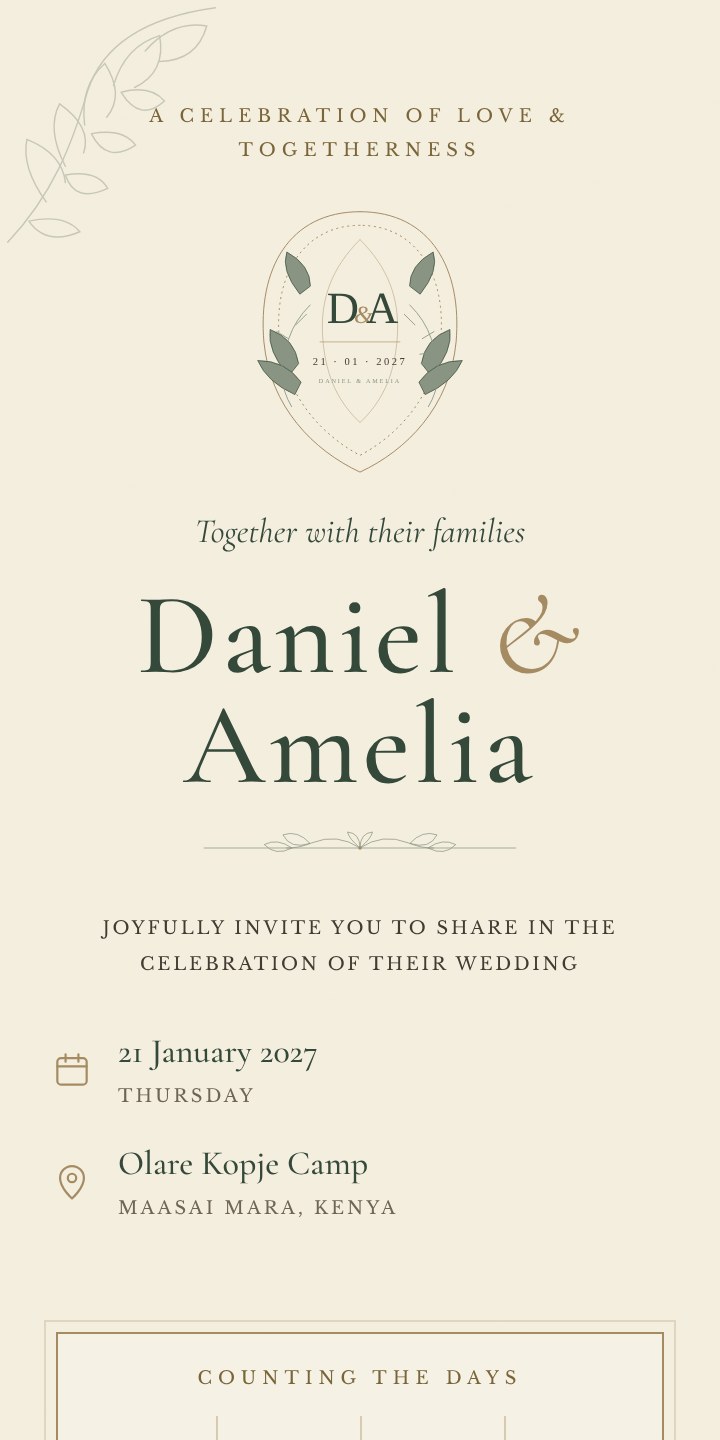 A CELEBRATION OF LOVE &
TOGETHERNESS
D&A
21 · 01 · 2027
DANIEL & AMELIA
Together with their families
Daniel &
Amelia
JOYFULLY INVITE YOU TO SHARE IN THE
CELEBRATION OF THEIR WEDDING
21 January 2027
THURSDAY
Olare Kopje Camp
MAASAI MARA, KENYA
COUNTING THE DAYS